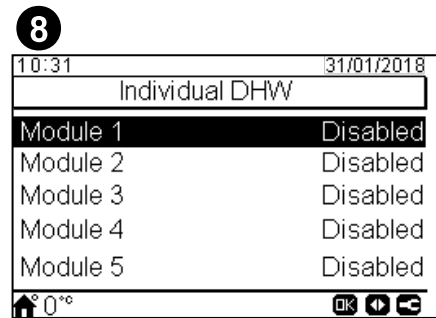 8
10:31 31/01/2018
Individual DHW
Module 1 Disabled
Module 2 Disabled
Module 3 Disabled
Module 4 Disabled
Module 5 Disabled
0°c OK